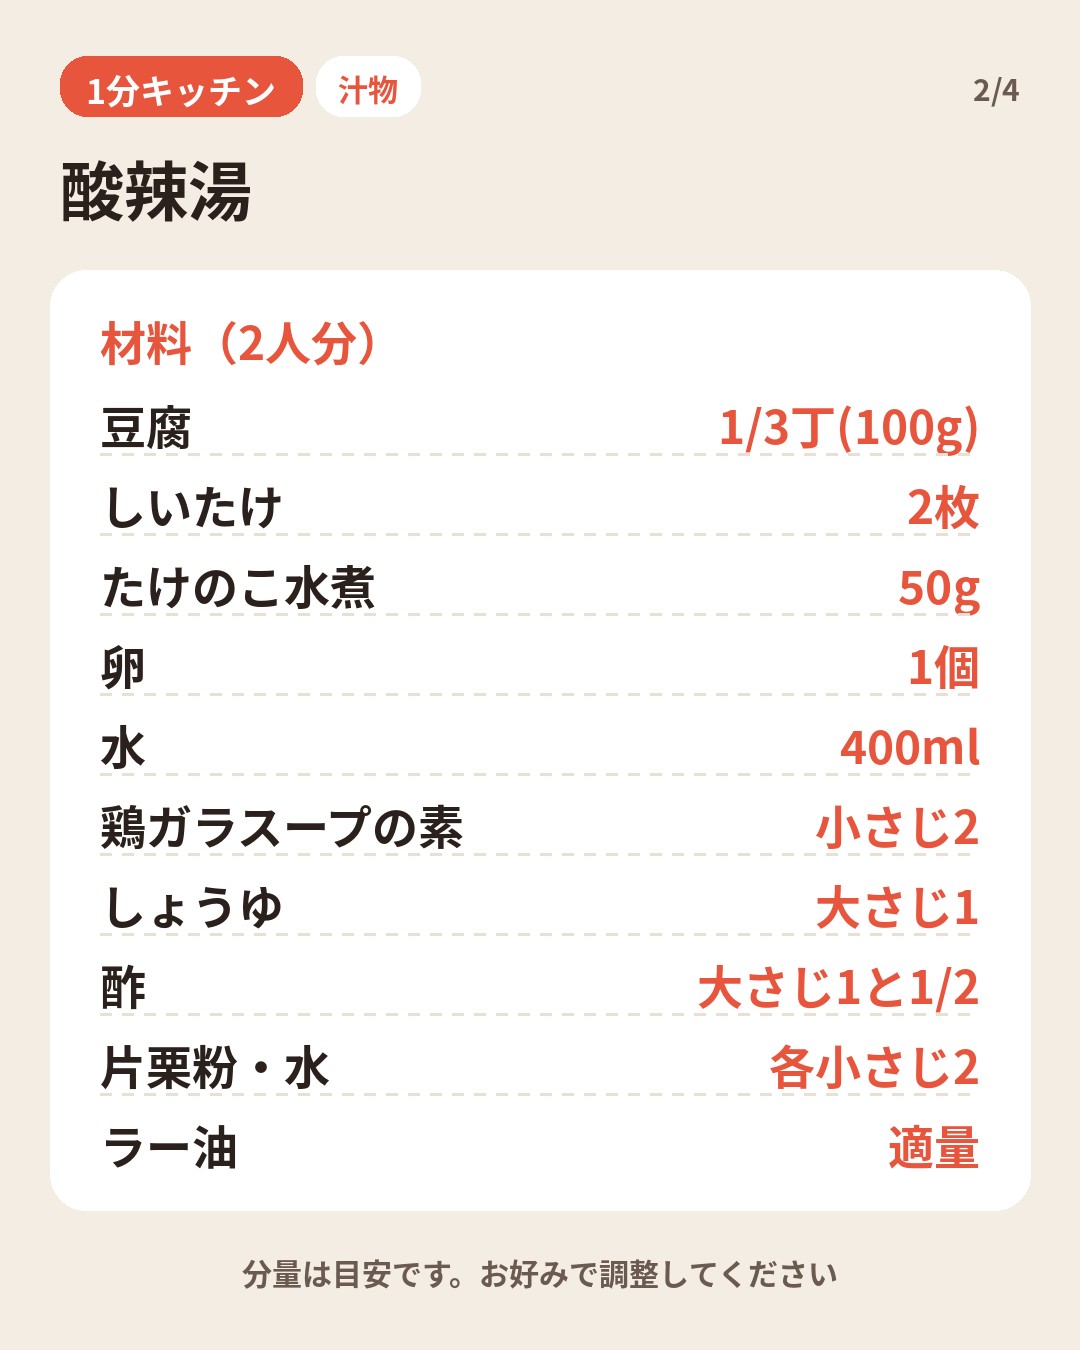 1分キッチン 汁物 2/4
酸辣湯
材料（2人分）
豆腐 1/3丁(100g)
しいたけ 2枚
たけのこ水煮 50g
卵 1個
水 400ml
鶏ガラスープの素 小さじ2
しょうゆ 大さじ1
酢 大さじ1と1/2
片栗粉・水 各小さじ2
ラー油 適量
分量は目安です。お好みで調整してください